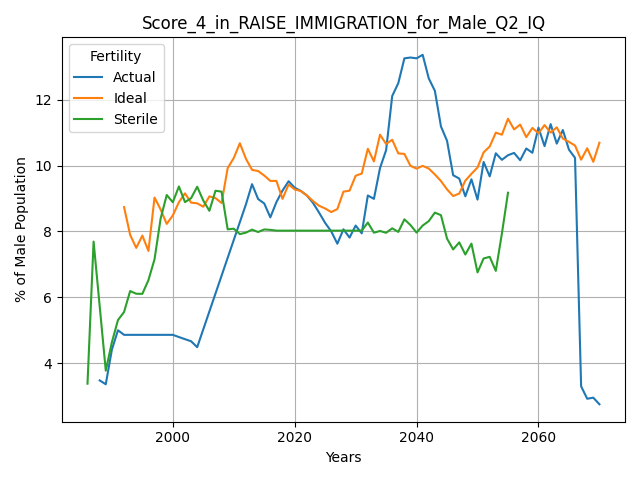 Score_4_in_RAISE_IMMIGRATION_for_Male_Q2_IQ
Fertility
Actual
Ideal
Sterile
% of Male Population
12
10
8
6
4
2000
2020
2040
2060
Years